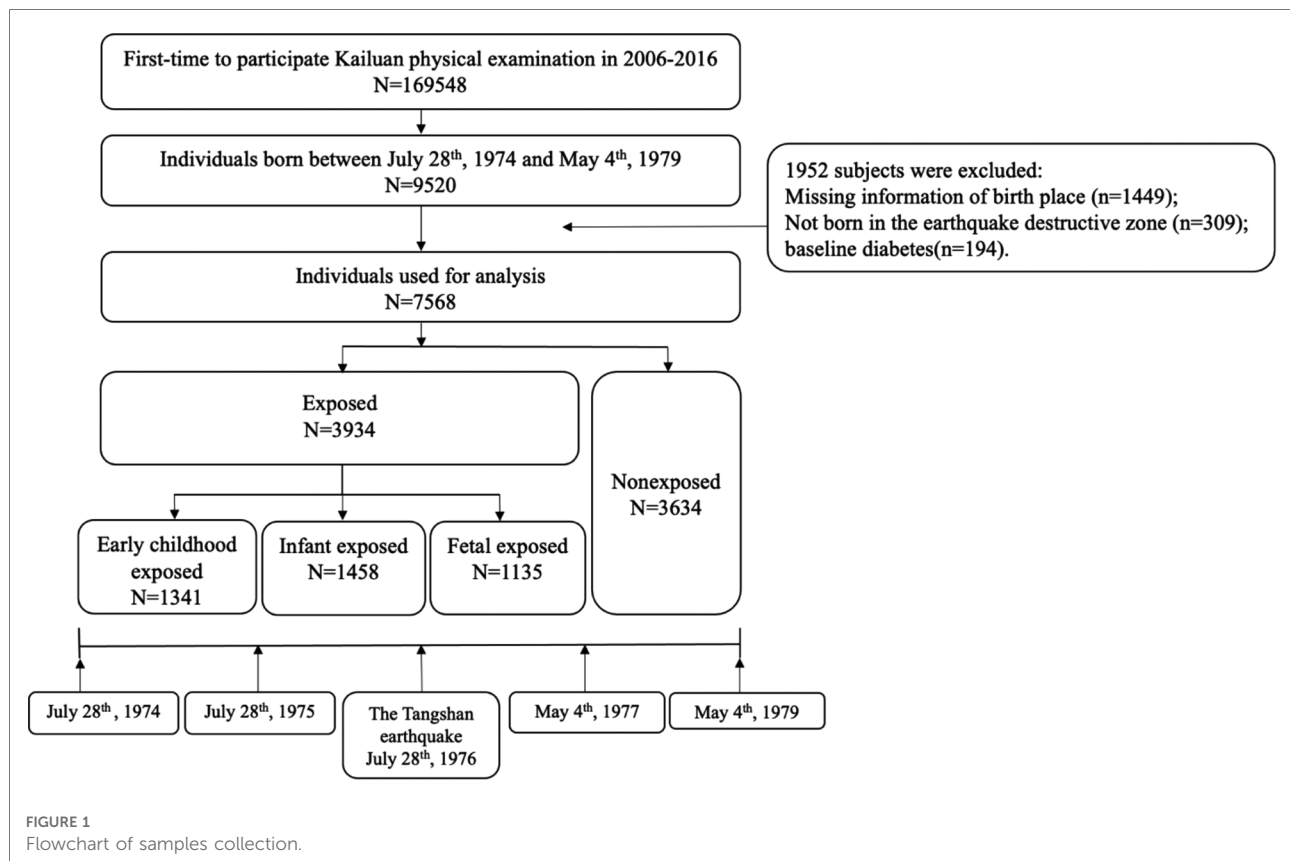 First-time to participate Kailuan physical examination in 2006-2016
N=169548
Individuals born between July 28th, 1974 and May 4th, 1979
N=9520
1952 subjects were excluded:
Missing information of birth place (n=1449);
Not born in the earthquake destructive zone (n=309);
baseline diabetes(n=194).
Individuals used for analysis
N=7568
Exposed
N=3934
Nonexposed
N=3634
Early childhood
exposed
N=1341
Infant exposed
N=1458
Fetal exposed
N=1135
July 28th, 1974
July 28th, 1975
The Tangshan
earthquake
July 28th, 1976
May 4th, 1977
May 4th, 1979
FIGURE 1
Flowchart of samples collection.